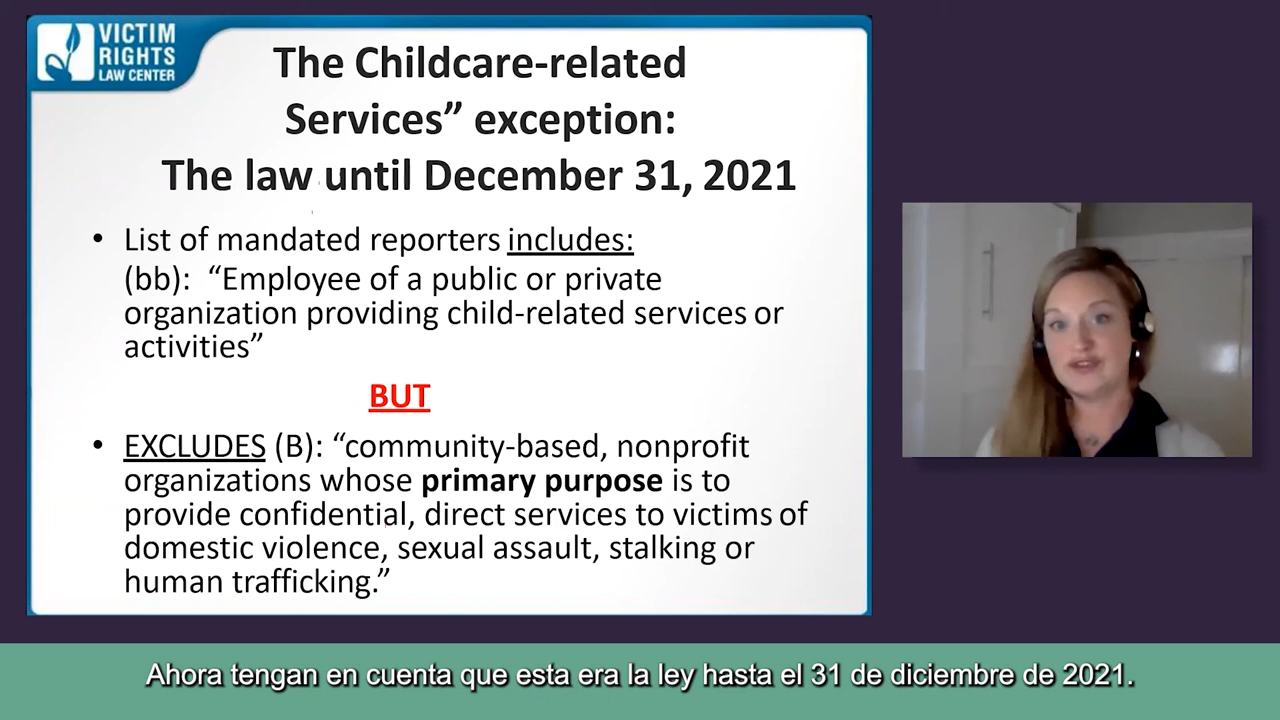 VICTIM
RIGHTS
LAW CENTER
The Childcare-related
Services” exception:
The law until December 31, 2021
• List of mandated reporters includes:
(bb): “Employee of a public or private
organization providing child-related services or
activities”
BUT
• EXCLUDES (B): “community-based, nonprofit
organizations whose primary purpose is to
provide confidential, direct services to victims of
domestic violence, sexual assault, stalking or
human trafficking.”
Ahora tengan en cuenta que esta era la ley hasta el 31 de diciembre de 2021.